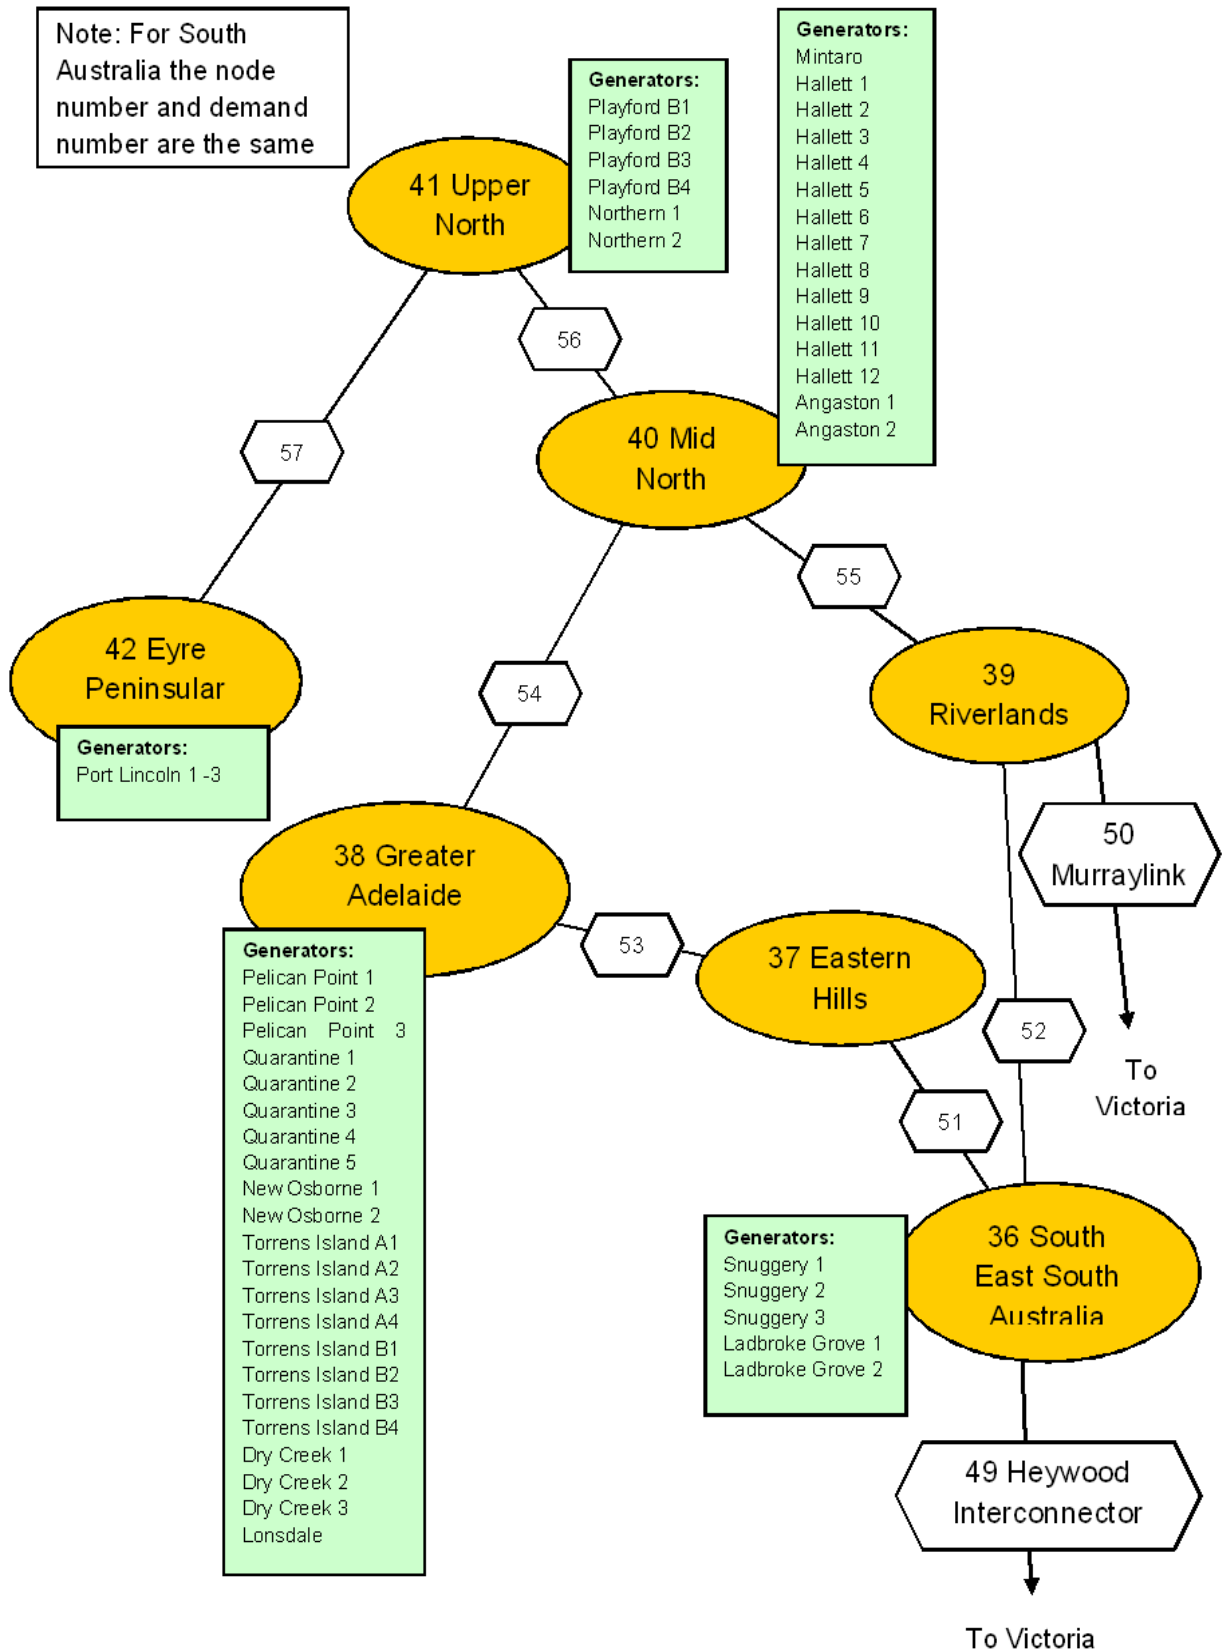 Note: For South
Australia the node
number and demand
number are the same
Generators:
Mintaro
Hallett 1
Hallett 2
Hallett 3
Hallett 4
Hallett 5
Hallett 6
Hallett 7
Hallett 8
Hallett 9
Hallett 10
Hallett 11
Hallett 12
Angaston 1
Angaston 2
Generators:
Playford B1
Playford B2
Playford B3
Playford B4
Northern 1
Northern 2
41 Upper
North
56
57
40 Mid
North
55
42 Eyre
Peninsular
Generators:
Port Lincoln 1 -3
54
39
Riverlands
50
Murraylink
To
Victoria
38 Greater
Adelaide
Generators:
Pelican Point 1
Pelican Point 2
Pelican Point 3
Quarantine 1
Quarantine 2
Quarantine 3
Quarantine 4
Quarantine 5
New Osborne 1
New Osborne 2
Torrens Island A1
Torrens Island A2
Torrens Island A3
Torrens Island A4
Torrens Island B1
Torrens Island B2
Torrens Island B3
Torrens Island B4
Dry Creek 1
Dry Creek 2
Dry Creek 3
Lonsdale
53
37 Eastern
Hills
52
51
Generators:
Snuggery 1
Snuggery 2
Snuggery 3
Ladbroke Grove 1
Ladbroke Grove 2
36 South
East South
Australia
49 Heywood
Interconnector
To Victoria